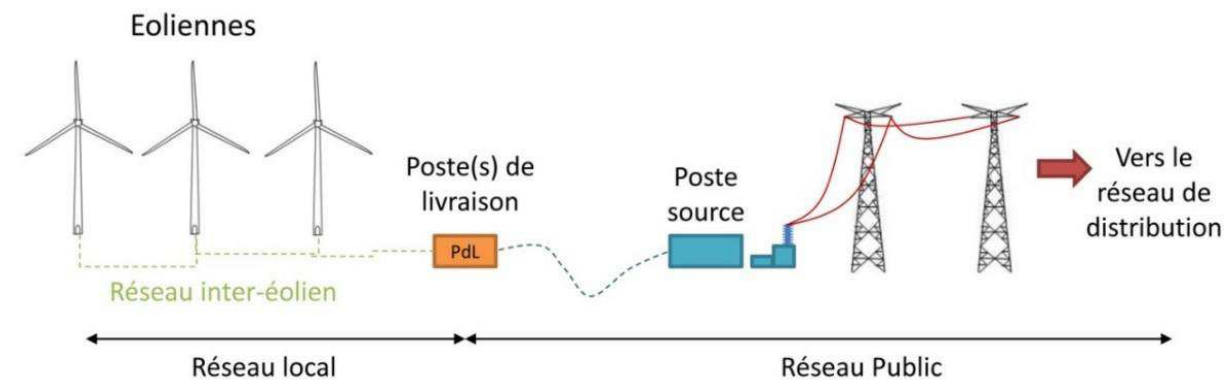 Eoliennes
Poste(s) de
livraison
PdL
Poste
source
Vers le
réseau de
distribution
Réseau inter-éolien
Réseau local
Réseau Public